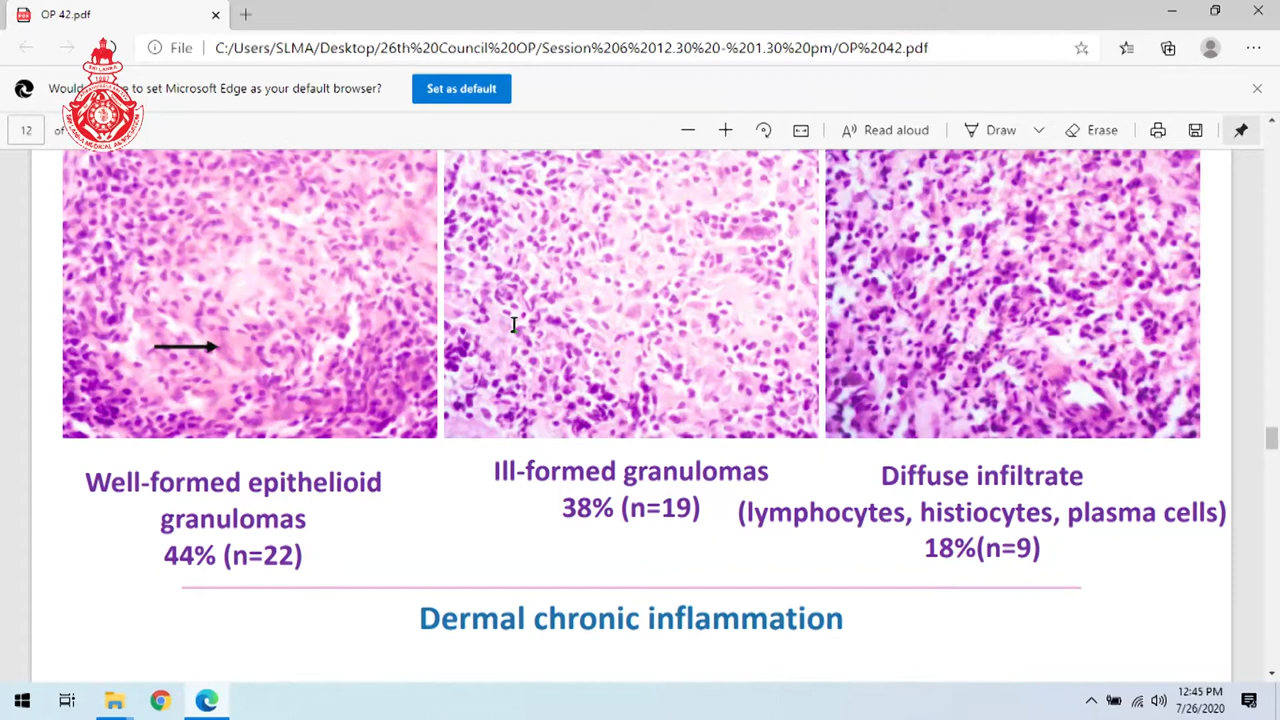 OP 42.pdf
File C:/Users/SLMA/Desktop/26th%20Council%20OP/Session%206%2012.30%20-%201.30%20pm/OP%2042.pdf
to set Microsoft Edge as your default browser? Set as default
12 of Read aloud Draw Erase
Well-formed epithelioid
granulomas
44% (n=22)
Ill-formed granulomas
38% (n=19)
Diffuse infiltrate
(lymphocytes, histiocytes, plasma cells)
18%(n=9)
Dermal chronic inflammation
12:45 PM
7/26/2020